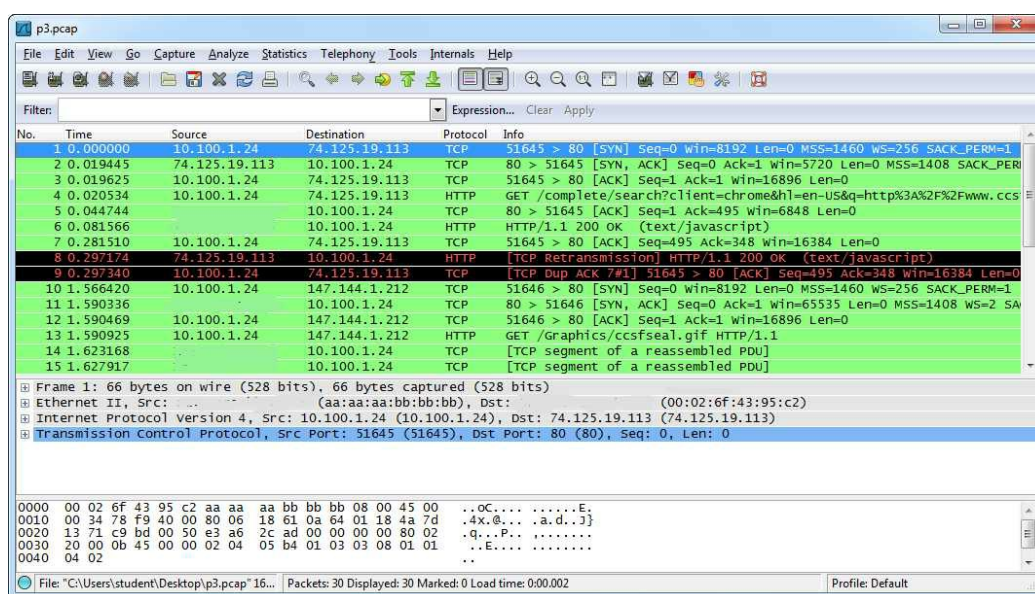 p3.pcap
File Edit View Go Capture Analyze Statistics Telephony Tools Internals Help
Filter: Expression... Clear Apply
No. Time Source Destination Protocol Info
1 0.000000 10.100.1.24 74.125.19.113 TCP 51645 > 80 [SYN] Seq=0 Win=8192 Len=0 MSS=1460 WS=256 SACK_PERM=1
2 0.019445 74.125.19.113 10.100.1.24 TCP 80 > 51645 [SYN, ACK] Seq=0 Ack=1 Win=5720 Len=0 MSS=1408 SACK_PERM
3 0.019625 10.100.1.24 74.125.19.113 TCP 51645 > 80 [ACK] Seq=1 Ack=1 Win=16896 Len=0
4 0.020534 10.100.1.24 74.125.19.113 HTTP GET /complete/search?client=chrome&hl=en-US&q=http%3A%2F%2Fwww.ccs
5 0.044744 10.100.1.24 TCP 80 > 51645 [ACK] Seq=1 Ack=495 Win=6848 Len=0
6 0.081566 10.100.1.24 HTTP HTTP/1.1 200 OK (text/javascript)
7 0.281510 10.100.1.24 74.125.19.113 TCP 51645 > 80 [ACK] Seq=495 Ack=348 Win=16384 Len=0
8 0.297174 74.125.19.113 10.100.1.24 HTTP [TCP Retransmission] HTTP/1.1 200 OK (text/javascript)
9 0.297340 10.100.1.24 74.125.19.113 TCP [TCP Dup ACK 7#1] 51645 > 80 [ACK] Seq=495 Ack=348 Win=16384 Len=0
10 1.566420 10.100.1.24 147.144.1.212 TCP 51646 > 80 [SYN] Seq=0 Win=8192 Len=0 MSS=1460 WS=256 SACK_PERM=1
11 1.590336 10.100.1.24 TCP 80 > 51646 [SYN, ACK] Seq=0 Ack=1 Win=65535 Len=0 MSS=1408 WS=2 SA
12 1.590469 10.100.1.24 147.144.1.212 TCP 51646 > 80 [ACK] Seq=1 Ack=1 Win=16896 Len=0
13 1.590925 10.100.1.24 147.144.1.212 HTTP GET /Graphics/ccsfseal.gif HTTP/1.1
14 1.623168 10.100.1.24 TCP [TCP segment of a reassembled PDU]
15 1.627917 10.100.1.24 TCP [TCP segment of a reassembled PDU]
Frame 1: 66 bytes on wire (528 bits), 66 bytes captured (528 bits)
Ethernet II, Src: (aa:aa:aa:bb:bb:bb), Dst: (00:02:6f:43:95:c2)
Internet Protocol Version 4, Src: 10.100.1.24 (10.100.1.24), Dst: 74.125.19.113 (74.125.19.113)
Transmission Control Protocol, Src Port: 51645 (51645), Dst Port: 80 (80), Seq: 0, Len: 0
0000 00 02 6f 43 95 c2 aa aa aa bb bb bb 08 00 45 00 ..oC.... ......E.
0010 00 34 78 f9 40 00 80 06 18 61 0a 64 01 18 4a 7d .4x.@... .a.d..J}
0020 13 71 c9 bd 00 50 e3 a6 2c ad 00 00 00 00 80 02 .q...P.. ,.......
0030 20 00 0b 45 00 00 02 04 05 b4 01 03 03 08 01 01 ..E.... ........
0040 04 02 ..
File: "C:\Users\student\Desktop\p3.pcap" 16... Packets: 30 Displayed: 30 Marked: 0 Load time: 0:00.002 Profile: Default